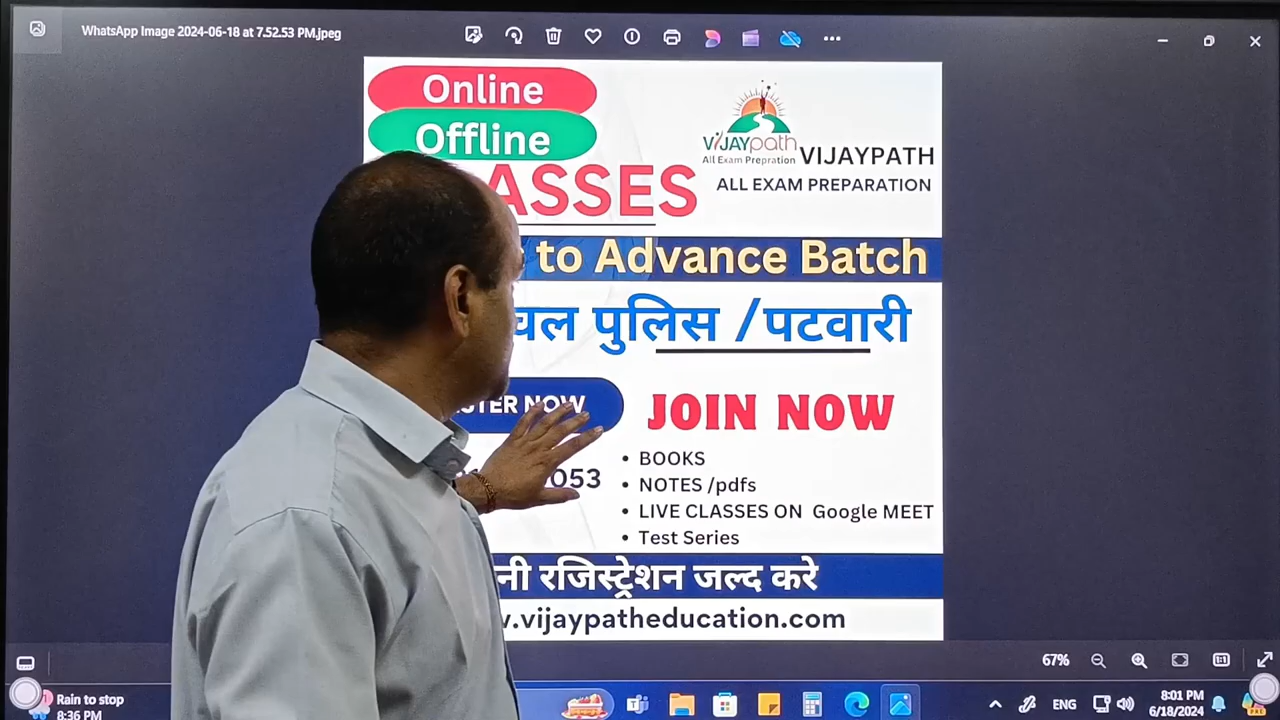 WhatsApp Image 2024-06-18 at 7.52.53 PM.jpeg
Online
Offline
ASSES
VIJAYpath
All Exam Prepration
VIJAYPATH
ALL EXAM PREPARATION
to Advance Batch
पुलिस /पटवारी
NOW
JOIN NOW
053
• BOOKS
• NOTES /pdfs
• LIVE CLASSES ON Google MEET
• Test Series
नी रजिस्ट्रेशन जल्द करे
.vijaypatheducation.com
67%
1:1
Rain to stop
8:36 PM
ENG
8:01 PM
6/18/2024